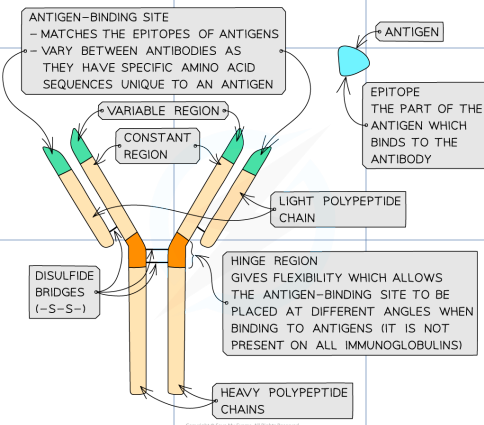 ANTIGEN-BINDING SITE
- MATCHES THE EPITOPES OF ANTIGENS
- VARY BETWEEN ANTIBODIES AS
THEY HAVE SPECIFIC AMINO ACID
SEQUENCES UNIQUE TO AN ANTIGEN
ANTIGEN
EPITOPE
THE PART OF THE
ANTIGEN WHICH
BINDS TO THE
ANTIBODY
VARIABLE REGION
CONSTANT
REGION
LIGHT POLYPEPTIDE
CHAIN
DISULFIDE
BRIDGES
(-S-S-)
HINGE REGION
GIVES FLEXIBILITY WHICH ALLOWS
THE ANTIGEN-BINDING SITE TO BE
PLACED AT DIFFERENT ANGLES WHEN
BINDING TO ANTIGENS (IT IS NOT
PRESENT ON ALL IMMUNOGLOBULINS)
HEAVY POLYPEPTIDE
CHAINS